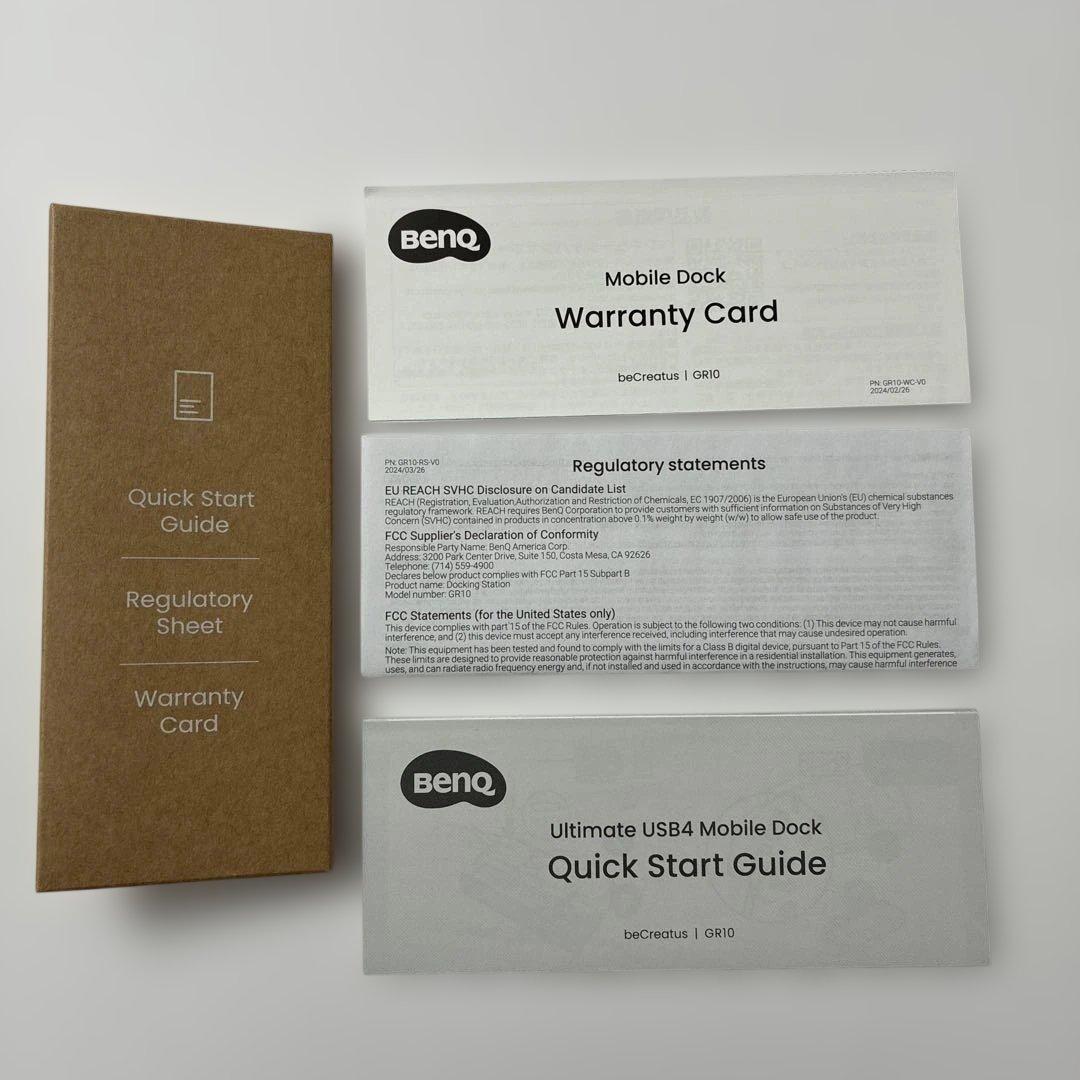 Quick Start
Guide
Regulatory
Sheet
Warranty
Card
BenQ
Mobile Dock
Warranty Card
beCreatus | GR10
PN: GR10-WC-V0
2024/02/26
PN: GR10-RS-V0
2024/03/26
Regulatory statements
EU REACH SVHC Disclosure on Candidate List
REACH (Registration, Evaluation,Authorization and Restriction of Chemicals, EC 1907/2006) is the European Union's (EU) chemical substances
regulatory framework. REACH requires BenQ Corporation to provide customers with sufficient information on Substances of Very High
Concern (SVHC) contained in products in concentration above 0.1% weight by weight (w/w) to allow safe use of the product.
FCC Supplier's Declaration of Conformity
Responsible Party Name: BenQ America Corp.
Address: 3200 Park Center Drive, Suite 150, Costa Mesa, CA 92626
Telephone: (714) 559-4900
Declares below product complies with FCC Part 15 Subpart B
Product name: Docking Station
Model number: GR10
FCC Statements (for the United States only)
This device complies with part 15 of the FCC Rules. Operation is subject to the following two conditions: (1) This device may not cause harmful
interference, and (2) this device must accept any interference received, including interference that may cause undesired operation.
Note: This equipment has been tested and found to comply with the limits for a Class B digital device, pursuant to Part 15 of the FCC Rules.
These limits are designed to provide reasonable protection against harmful interference in a residential installation. This equipment generates,
uses, and can radiate radio frequency energy and, if not installed and used in accordance with the instructions, may cause harmful interference
BenQ
Ultimate USB4 Mobile Dock
Quick Start Guide
beCreatus | GR10